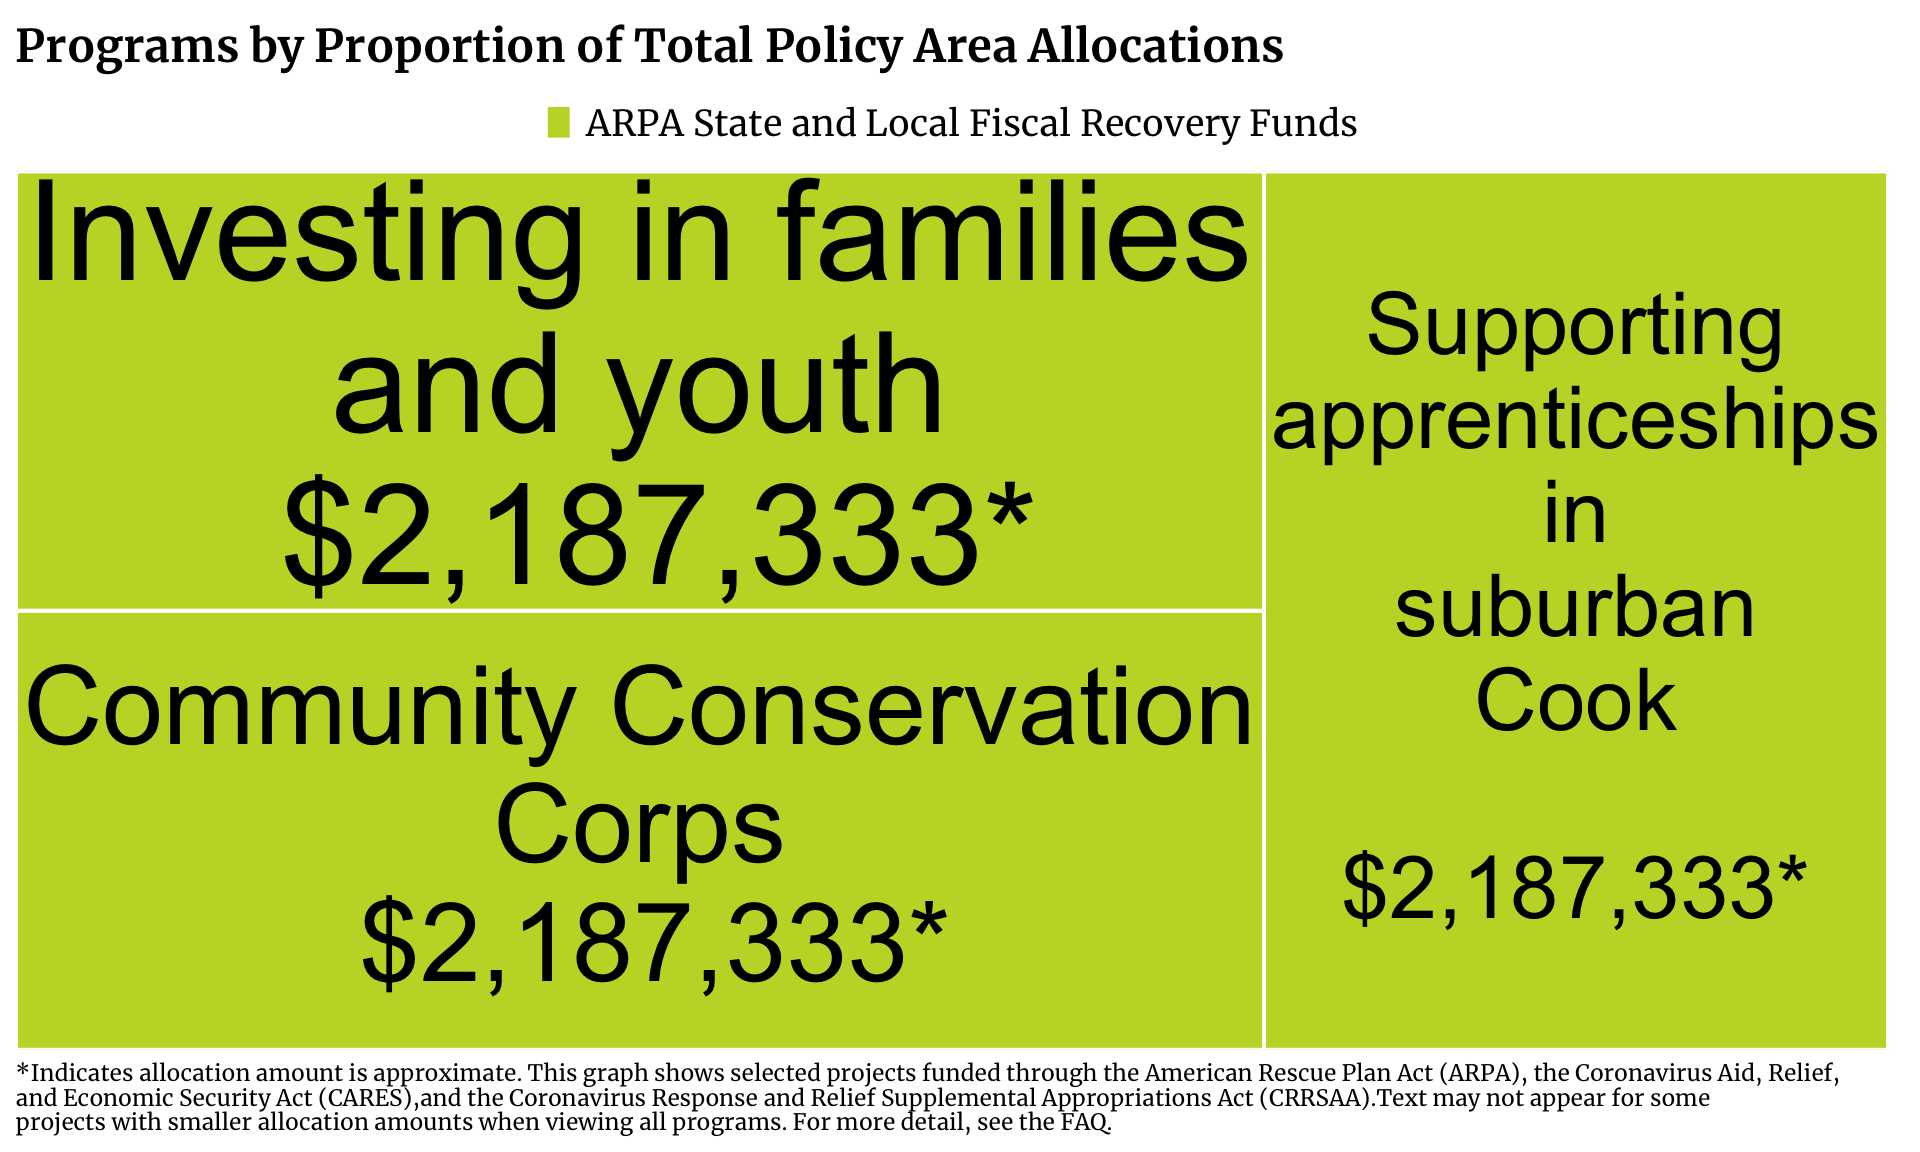 Programs by Proportion of Total Policy Area Allocations
ARPA State and Local Fiscal Recovery Funds
Investing in families
and youth
$2,187,333*
Community Conservation
Corps
$2,187,333*
Supporting
apprenticeships
in
suburban
Cook
$2,187,333*
*Indicates allocation amount is approximate. This graph shows selected projects funded through the American Rescue Plan Act (ARPA), the Coronavirus Aid, Relief,
and Economic Security Act (CARES),and the Coronavirus Response and Relief Supplemental Appropriations Act (CRRSAA).Text may not appear for some
projects with smaller allocation amounts when viewing all programs. For more detail, see the FAQ.